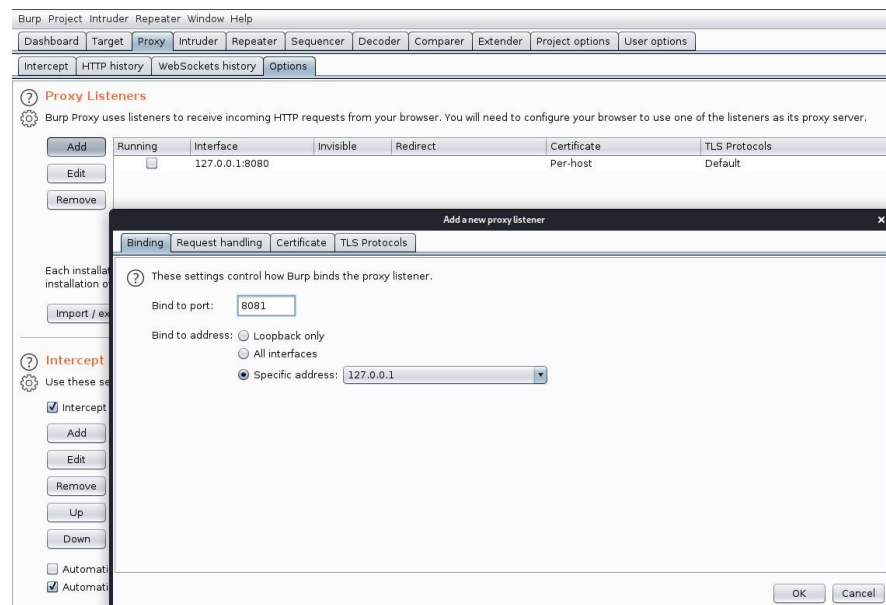 Burp Project Intruder Repeater Window Help
Dashboard Target Proxy Intruder Repeater Sequencer Decoder Comparer Extender Project options User options
Intercept HTTP history WebSockets history Options
? Proxy Listeners
Burp Proxy uses listeners to receive incoming HTTP requests from your browser. You will need to configure your browser to use one of the listeners as its proxy server.
Add Running Interface Invisible Redirect Certificate TLS Protocols
127.0.0.1:8080 Per-host Default
Edit
Remove
Add a new proxy listener ×
Binding Request handling Certificate TLS Protocols
Each installat
installation o
? These settings control how Burp binds the proxy listener.
Import / ex
Bind to port: 8081
Bind to address: Loopback only
All interfaces
Specific address: 127.0.0.1
? Intercept
Use these se
Intercept
Add
Edit
Remove
Up
Down
Automati
Automati
OK Cancel